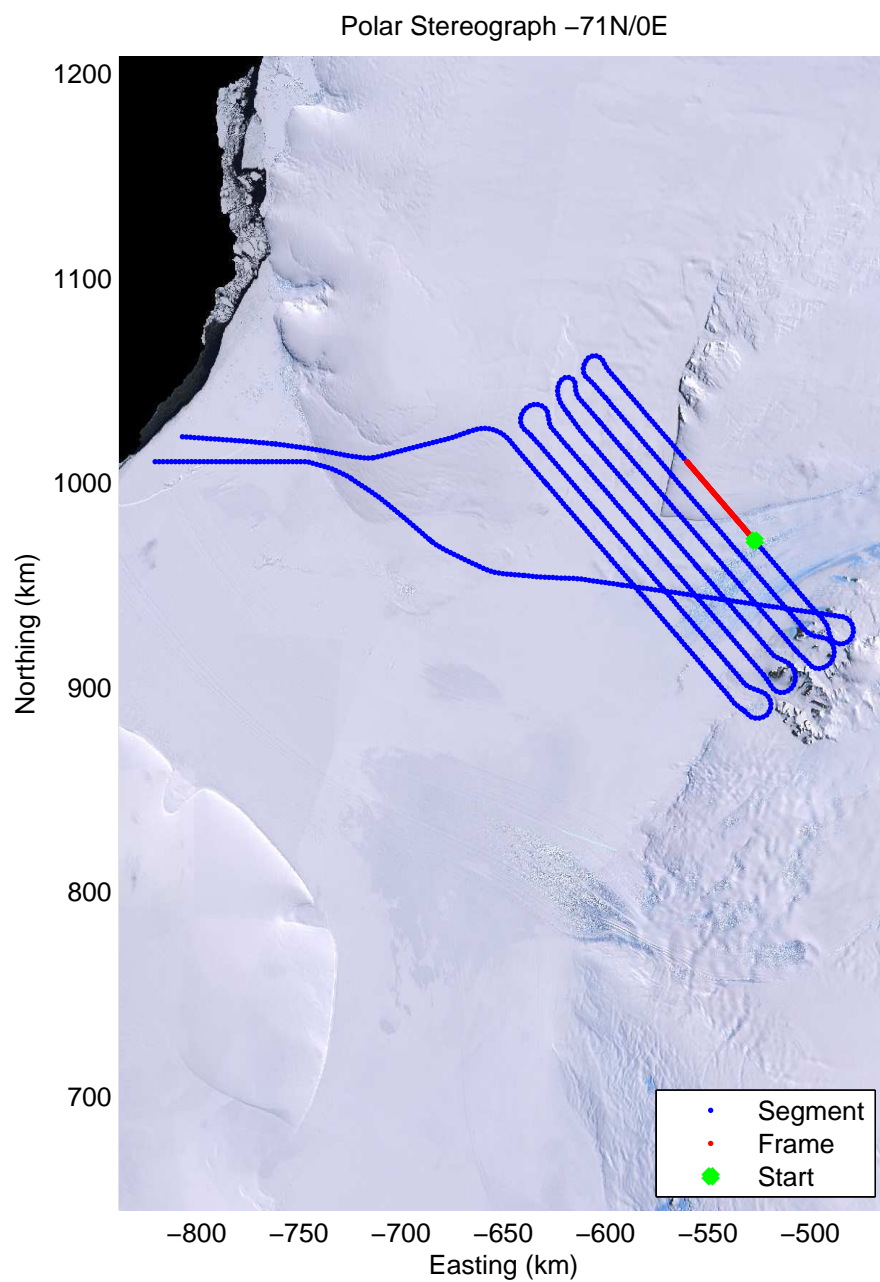 Polar Stereograph −71N/0E
1200
1100
1000
900
800
700
Northing (km)
−800 −750 −700 −650 −600 −550 −500
Easting (km)
Segment
Frame
Start